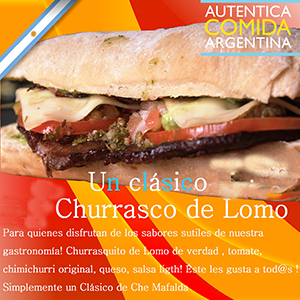 AUTENTICA
COMIDA
ARGENTINA
Un clásico
Churrasco de Lomo
Para quienes disfrutan de los sabores sutiles de nuestra
gastronomía! Churrasquito de Lomo de verdad , tomate,
chimichurri original, queso, salsa ligth! Este les gusta a tod@s !
Simplemente un Clásico de Che Mafalda